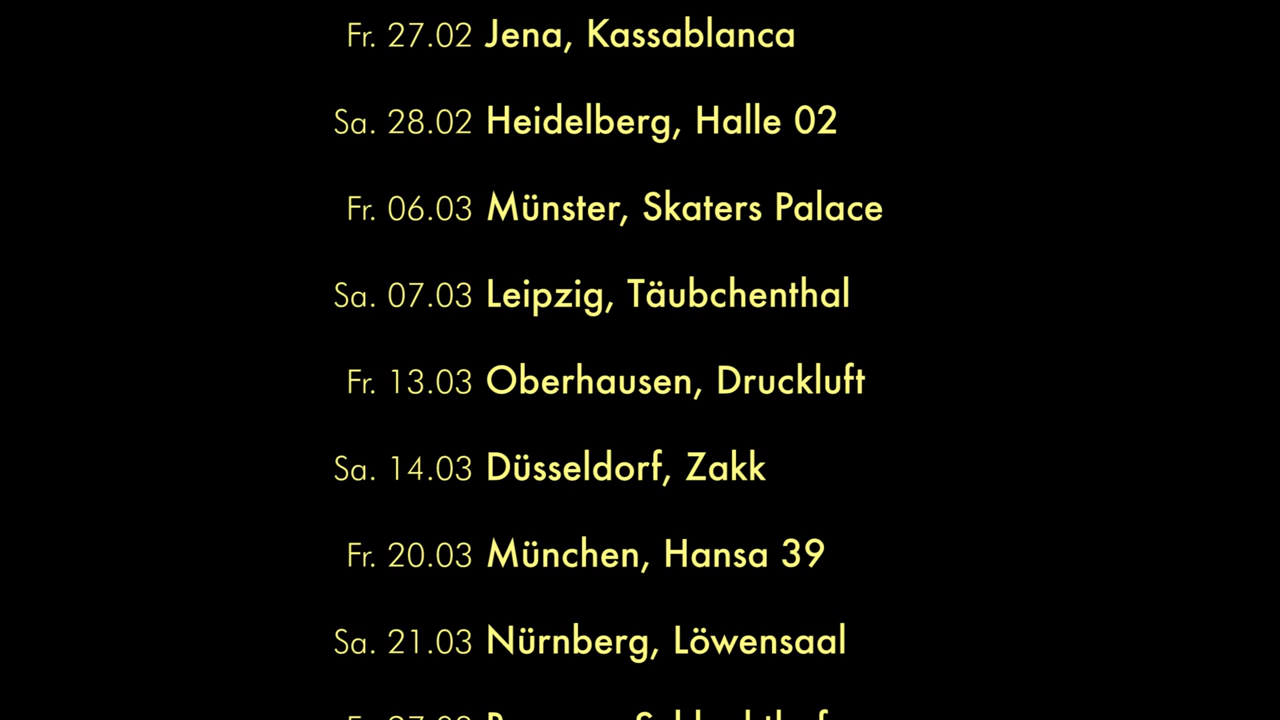 Fr. 27.02 Jena, Kassablanca
Sa. 28.02 Heidelberg, Halle 02
Fr. 06.03 Münster, Skaters Palace
Sa. 07.03 Leipzig, Täubchenthal
Fr. 13.03 Oberhausen, Druckluft
Sa. 14.03 Düsseldorf, Zakk
Fr. 20.03 München, Hansa 39
Sa. 21.03 Nürnberg, Löwensaal